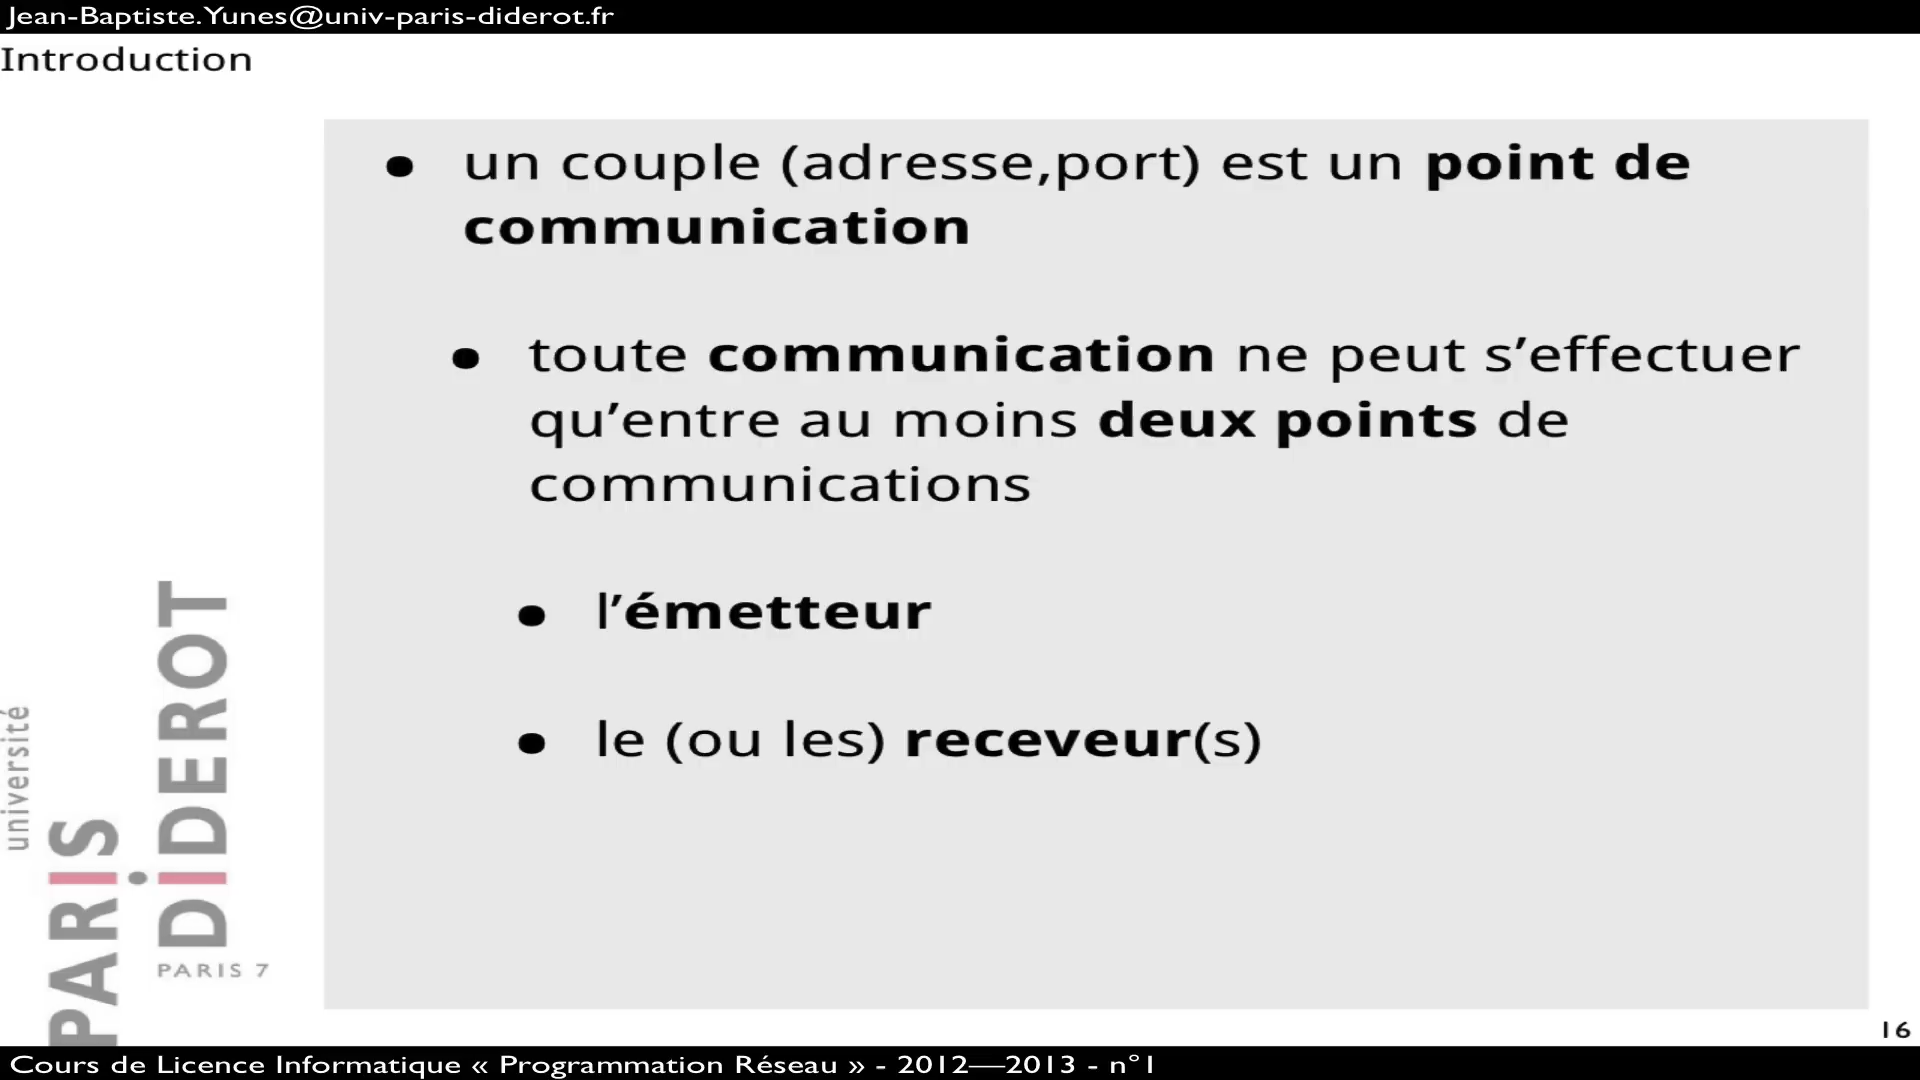 Jean-Baptiste.Yunes@univ-paris-diderot.fr
Introduction
• un couple (adresse,port) est un point de
communication
• toute communication ne peut s’effectuer
qu’entre au moins deux points de
communications
• l’émetteur
• le (ou les) receveur(s)
université
PARIS
DiDEROT
PARIS 7
16
Cours de Licence Informatique « Programmation Réseau » - 2012—2013 - n°1